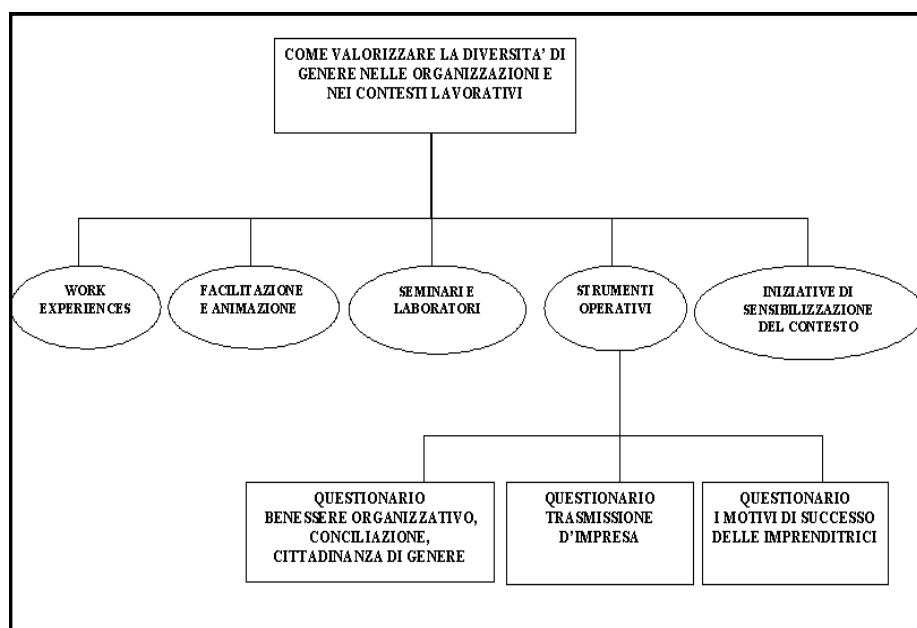 COME VALORIZZARE LA DIVERSITA' DI
GENERE NELLE ORGANIZZAZIONI E
NEI CONTESTI LAVORATIVI
WORK
EXPERIENCES
FACILITAZIONE
E ANIMAZIONE
SEMINARI E
LABORATORI
STRUMENTI
OPERATIVI
INIZIATIVE DI
SENSIBILIZZAZIONE
DEL CONTESTO
QUESTIONARIO
BENESSERE ORGANIZZATIVO,
CONCILIAZIONE,
CITTADINANZA DI GENERE
QUESTIONARIO
TRASMISSIONE
D'IMPRESA
QUESTIONARIO
I MOTIVI DI SUCCESSO
DELLE IMPRENDITRICI